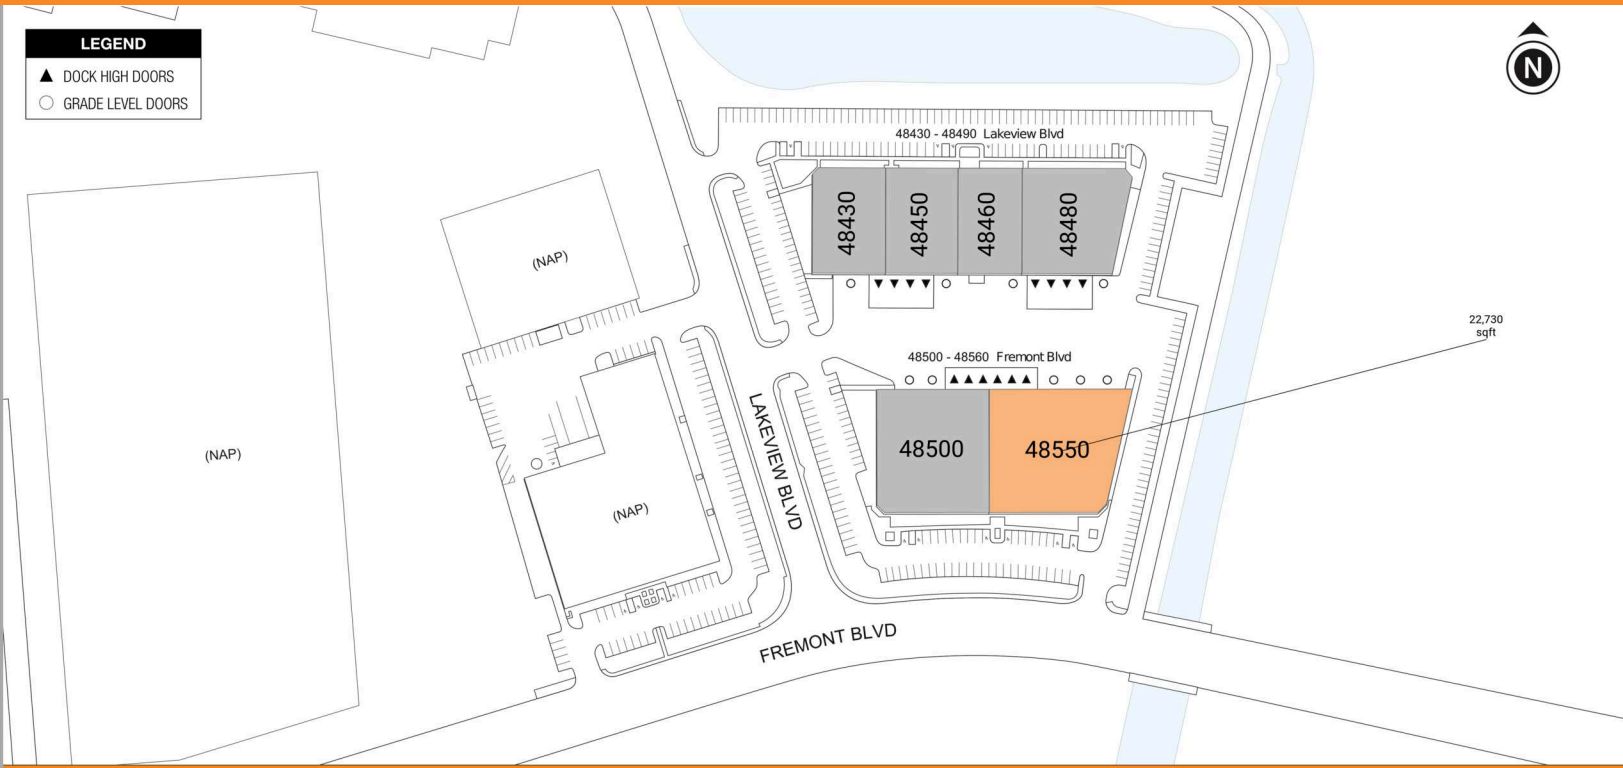 LEGEND
DOCK HIGH DOORS
GRADE LEVEL DOORS
N
48430 - 48490 Lakeview Blvd
48430
48450
48460
48480
(NAP)
22,730
sqft
48500 - 48560 Fremont Blvd
48500
48550
(NAP)
(NAP)
LAKEVIEW BLVD
FREMONT BLVD